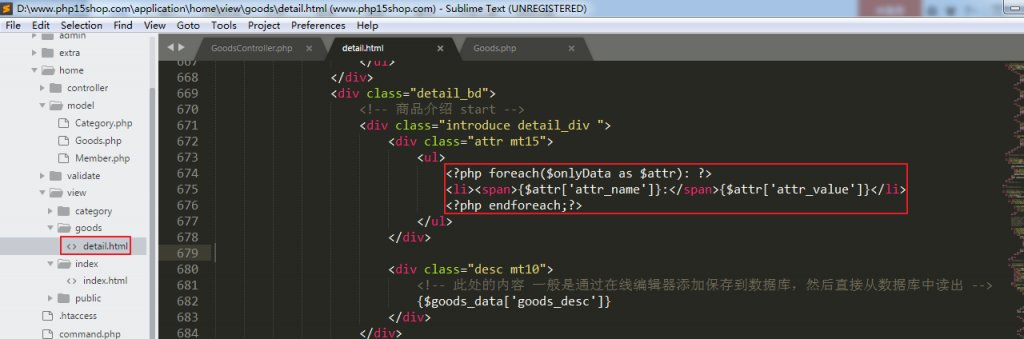 D:\www.php15shop.com\application\home\view\goods\detail.html (www.php15shop.com) - Sublime Text (UNREGISTERED)
File Edit Selection Find View Goto Tools Project Preferences Help
admin
extra
home
controller
model
Category.php
Goods.php
Member.php
validate
view
category
goods
detail.html
index
index.html
public
.htaccess
command.php
GoodsController.php × detail.html × Goods.php ×
667 </ul>
668 </div>
669 <div class="detail_bd">
670 <!-- 商品介绍 start -->
671 <div class="introduce detail_div ">
672 <div class="attr mt15">
673 <ul>
674 <?php foreach($onlyData as $attr): ?>
675 <li><span>{$attr['attr_name']}:</span>{$attr['attr_value']}</li>
676 <?php endforeach;?>
677 </ul>
678 </div>
679
680 <div class="desc mt10">
681 <!-- 此处的内容 一般是通过在线编辑器添加保存到数据库，然后直接从数据库中读出 -->
682 {$goods_data['goods_desc']}
683 </div>
684 </div>